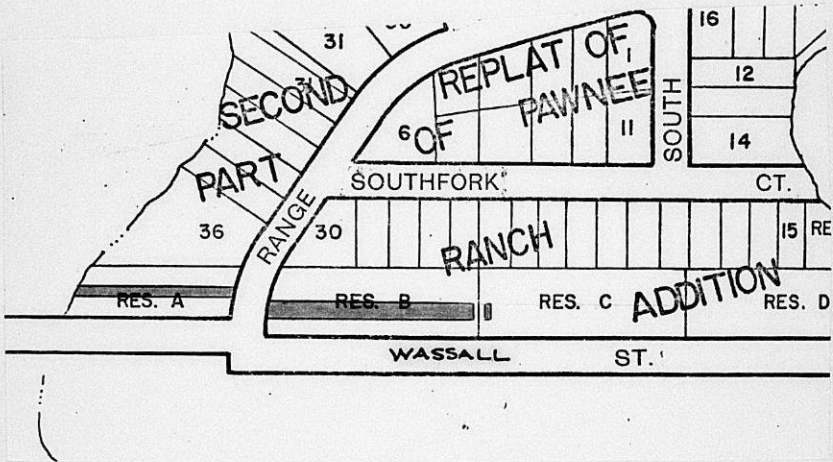 31
16
REPLAT OF
1
12
SECOND
PAWNEE
6
OF
11
SOUTH
14
PART
SOUTHFORK
CT.
RANGE
36
30
RANCH
15
RE
RES. A
RES. B
RES. C
ADDITION
RES. D
WASSALL
ST.